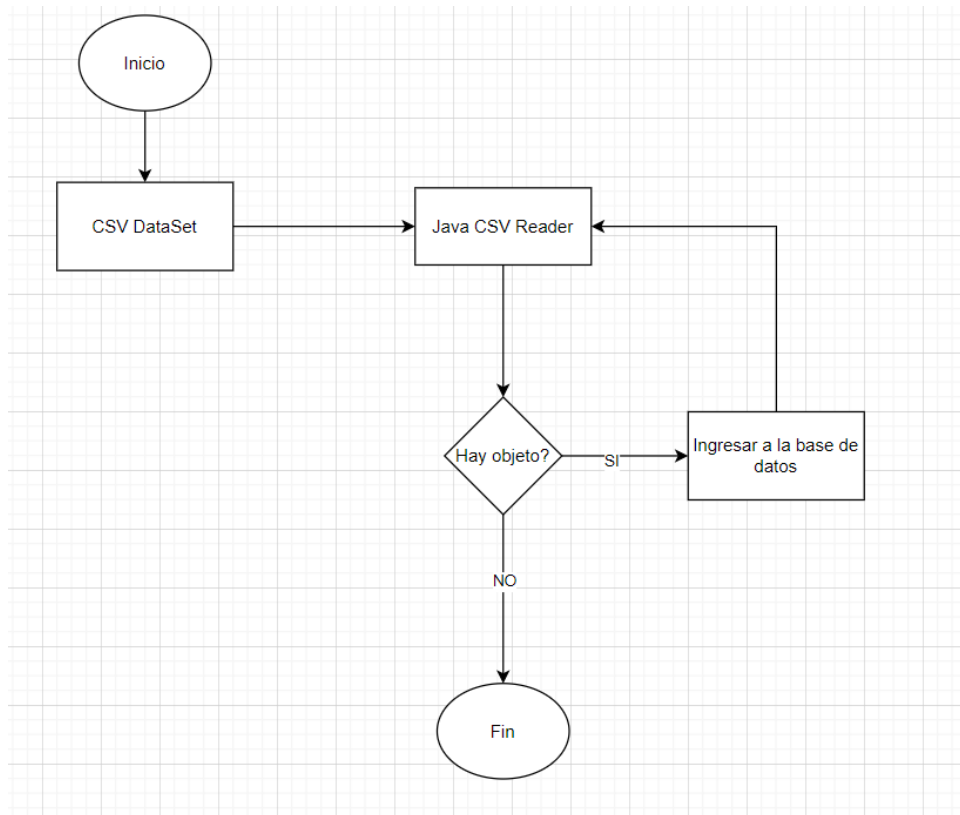 Inicio
CSV DataSet
Java CSV Reader
Hay objeto?
SI
Ingresar a la base de
datos
NO
Fin